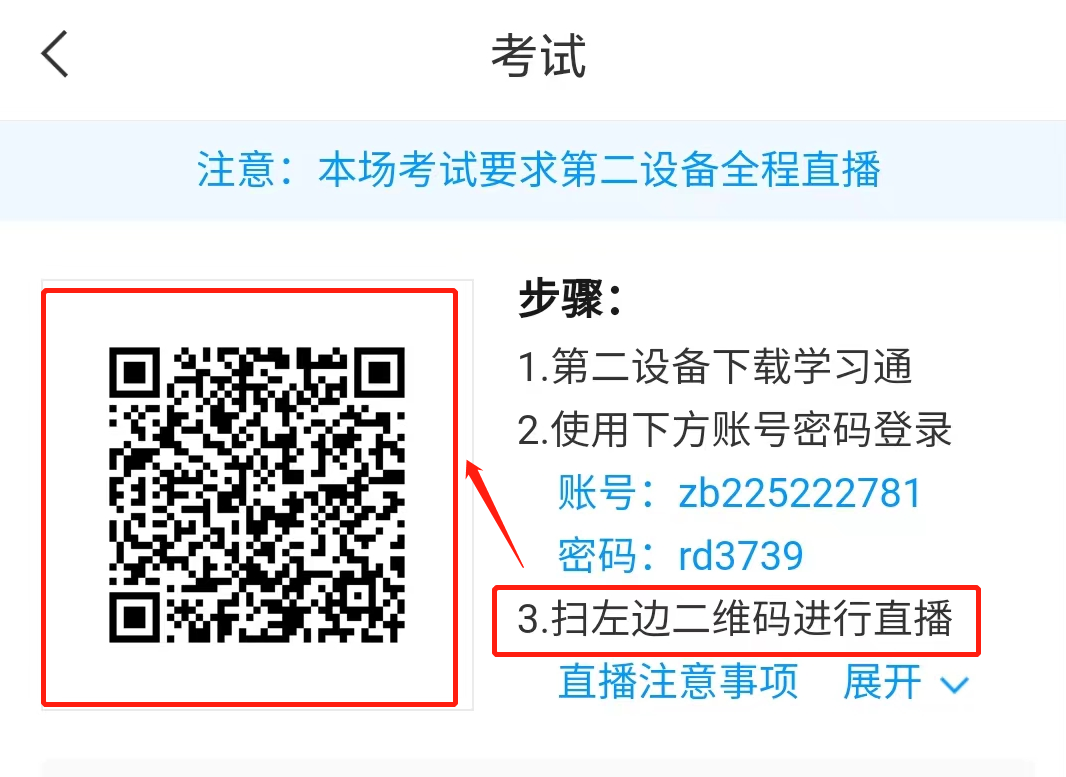 考试
注意：本场考试要求第二设备全程直播
步骤：
1.第二设备下载学习通
2.使用下方账号密码登录
账号：zb225222781
密码：rd3739
3.扫左边二维码进行直播
直播注意事项 展开